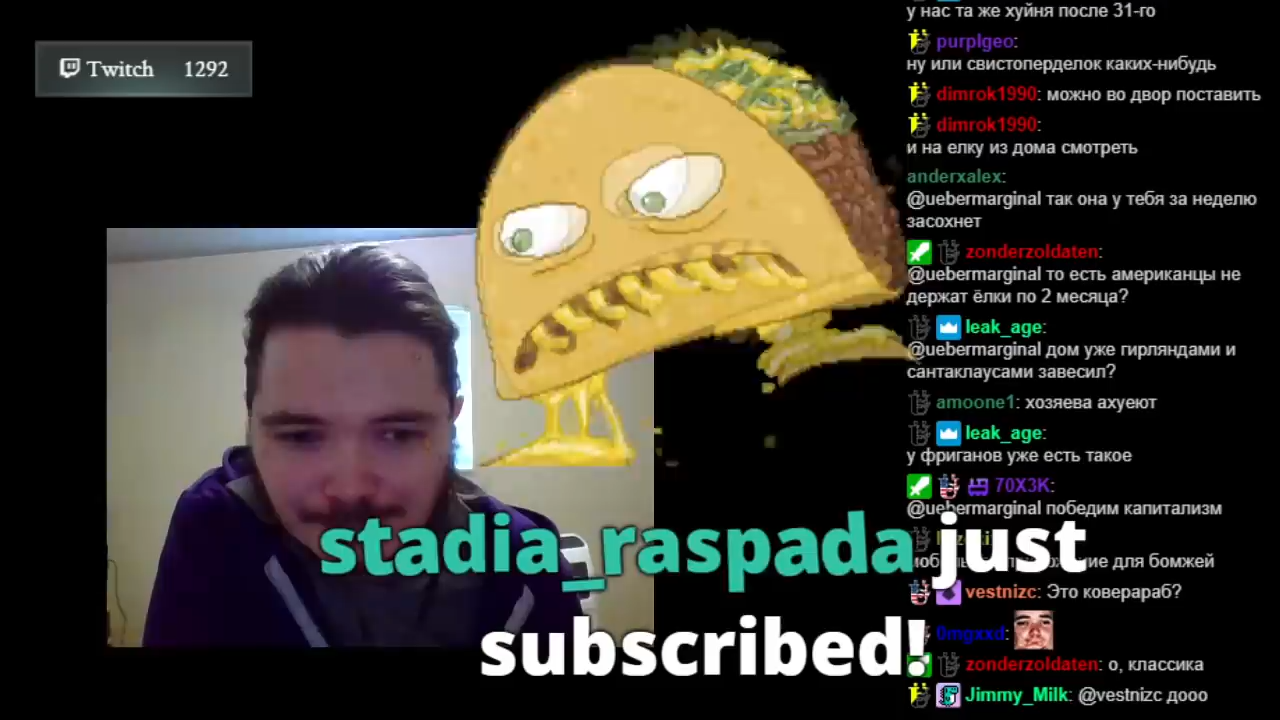 Twitch 1292
stadia_raspada just
subscribed!
у нас та же хуйня после 31-го
purplgeo:
ну или свистоперделок каких-нибудь
dimrok1990: можно во двор поставить
dimrok1990:
и на елку из дома смотреть
anderxalex:
@uebermarginal так она у тебя за неделю
засохнет
zonderzoldaten:
@uebermarginal то есть американцы не
держат ёлки по 2 месяца?
leak_age:
@uebermarginal дом уже гирляндами и
сантаклаусами завесил?
amoone1: хозяева ахуеют
leak_age:
у фриганов уже есть такое
70X3K:
@uebermarginal победим капитализм
для бомжей
vestnizc: Это коверараб?
0mgxxd:
zonderzoldaten: о, классика
Jimmy_Milk: @vestnizc дооо